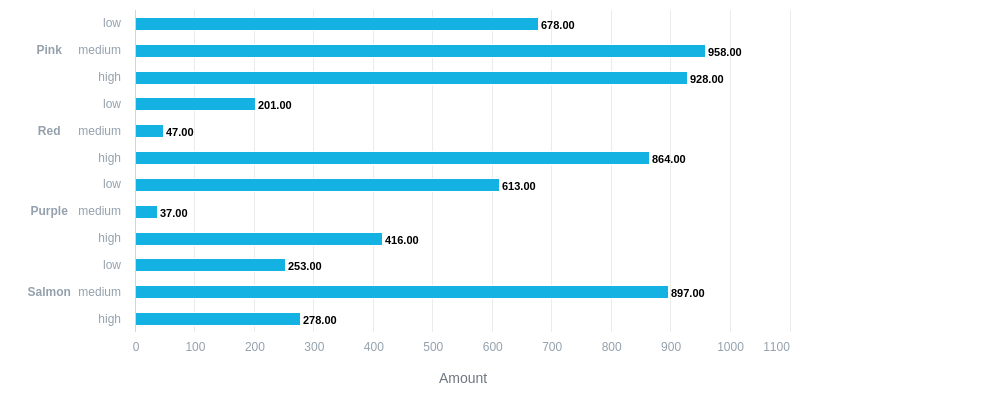 low 678.00
Pink medium 958.00
high 928.00
low 201.00
Red medium 47.00
high 864.00
low 613.00
Purple medium 37.00
high 416.00
low 253.00
Salmon medium 897.00
high 278.00
0 100 200 300 400 500 600 700 800 900 1000 1100
Amount